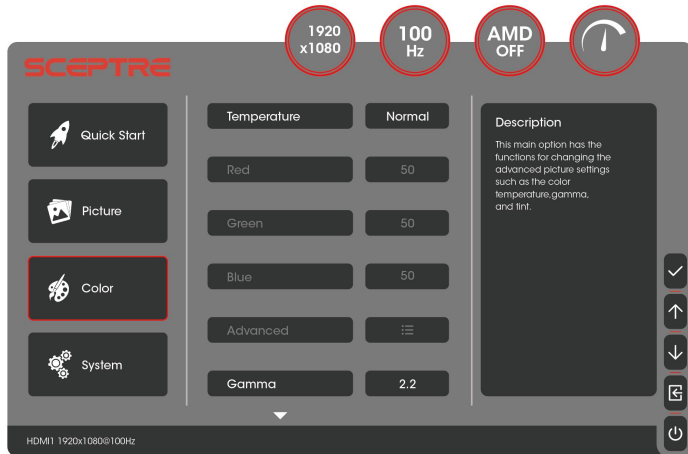 1920
x1080
100
Hz
AMD
OFF
SCEPTRE
Quick Start
Picture
Color
System
Temperature Normal
Red 50
Green 50
Blue 50
Advanced
Gamma 2.2
Description
This main option has the
functions for changing the
advanced picture settings
such as the color
temperature,gamma,
and tint.
HDMI1 1920x1080@100Hz